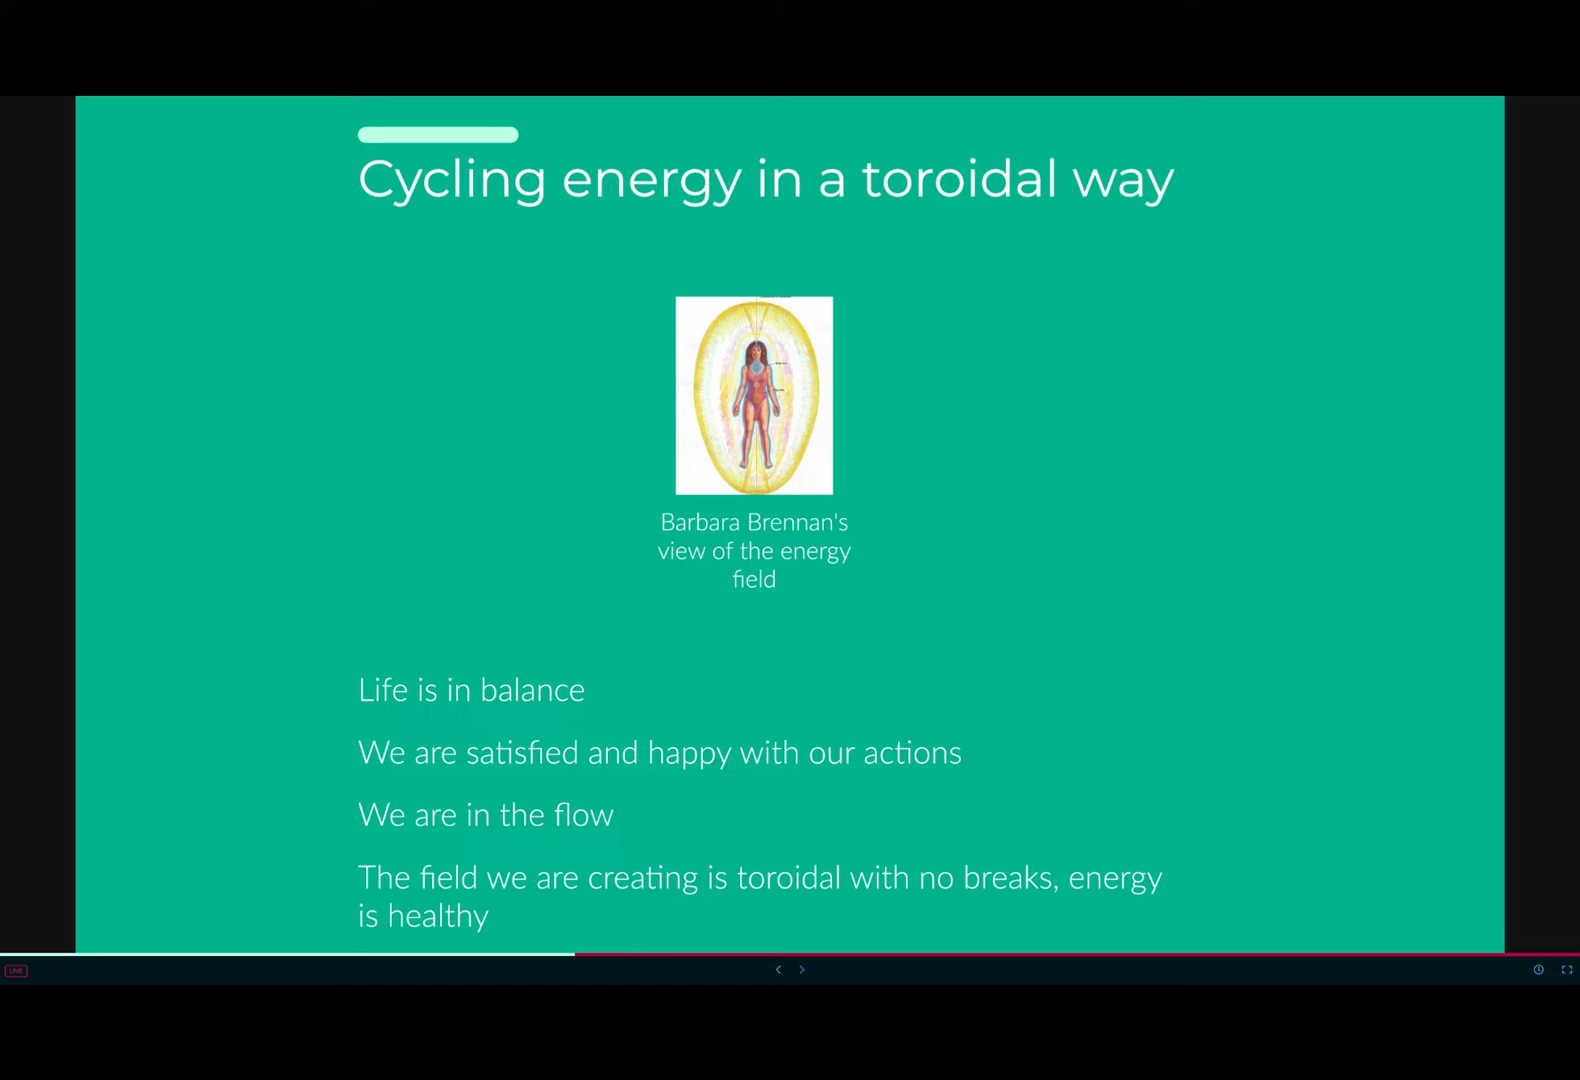 Cycling energy in a toroidal way
Barbara Brennan's
view of the energy
field
Life is in balance
We are satisfied and happy with our actions
We are in the flow
The field we are creating is toroidal with no breaks, energy
is healthy
LIVE